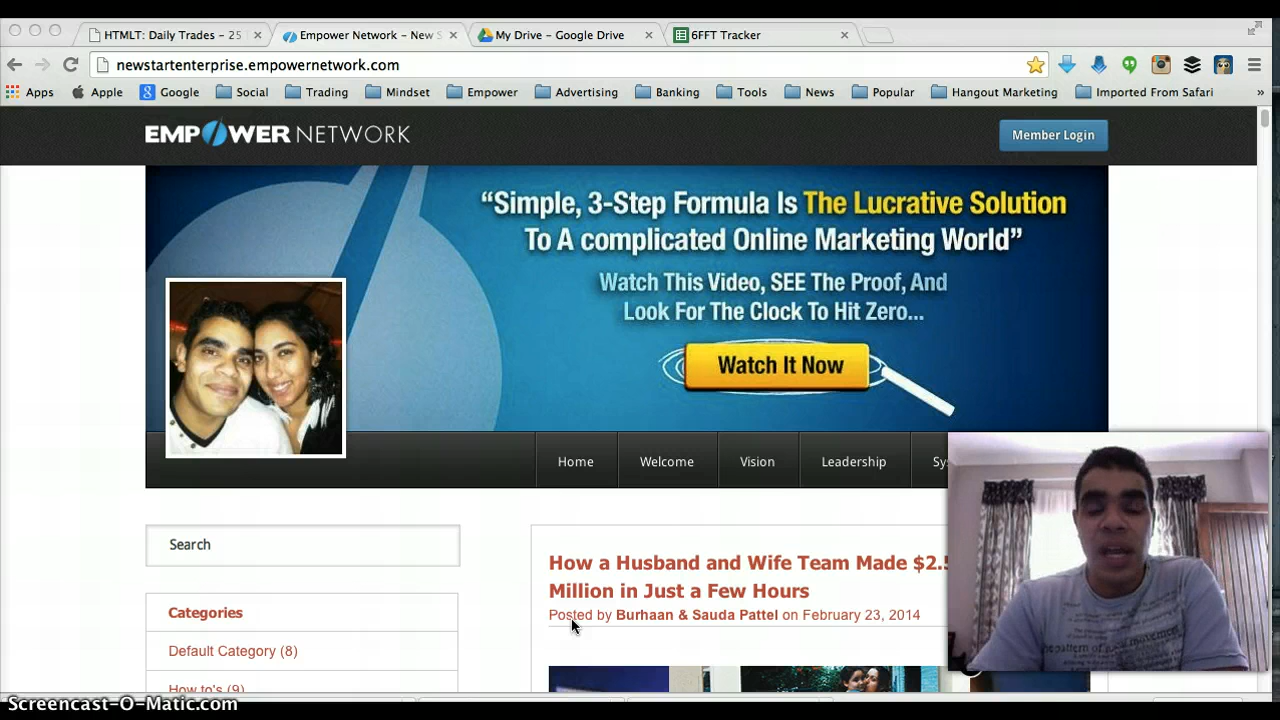 HTMLT: Daily Trades – 25
Empower Network – New S
My Drive – Google Drive
6FFT Tracker
newstartenterprise.empowernetwork.com
Apps
Apple
Google
Social
Trading
Mindset
Empower
Advertising
Banking
Tools
News
Popular
Hangout Marketing
Imported From Safari
»
EMPOWER NETWORK
Member Login
“Simple, 3-Step Formula Is The Lucrative Solution
To A complicated Online Marketing World”
Watch This Video, SEE The Proof, And
Look For The Clock To Hit Zero...
Watch It Now
Home
Welcome
Vision
Leadership
Sy
Search
How a Husband and Wife Team Made $2.5
Million in Just a Few Hours
Posted by Burhaan & Sauda Pattel on February 23, 2014
Categories
Default Category (8)
How to's (9)
Screencast-O-Matic.com